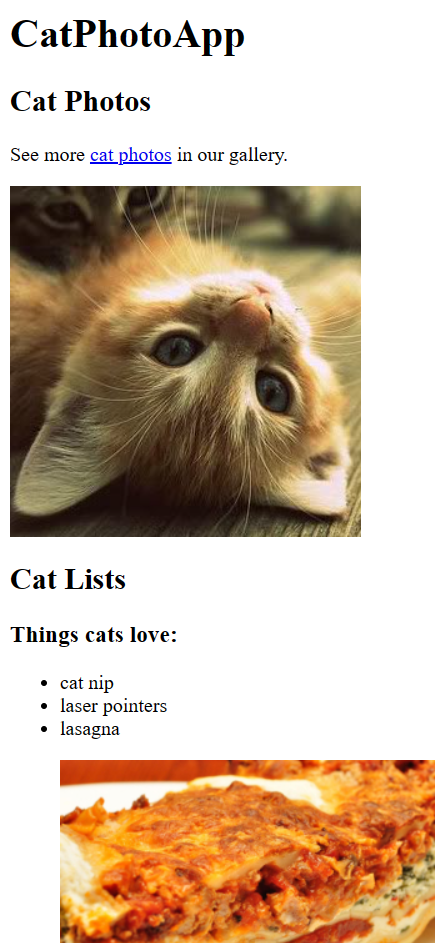 CatPhotoApp
Cat Photos
See more cat photos in our gallery.
Cat Lists
Things cats love:
cat nip
laser pointers
lasagna